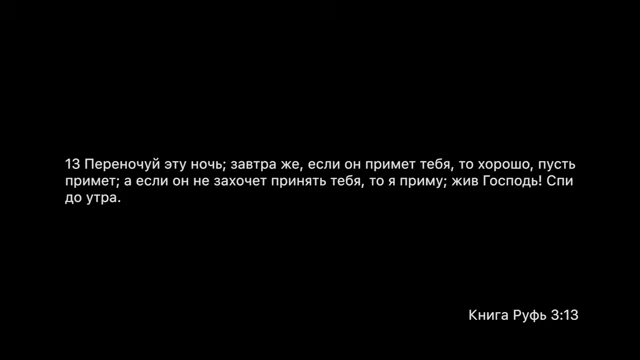 13 Переночуй эту ночь; завтра же, если он примет тебя, то хорошо, пусть
примет; а если он не захочет принять тебя, то я приму; жив Господь! Спи
до утра.
Книга Руфь 3:13